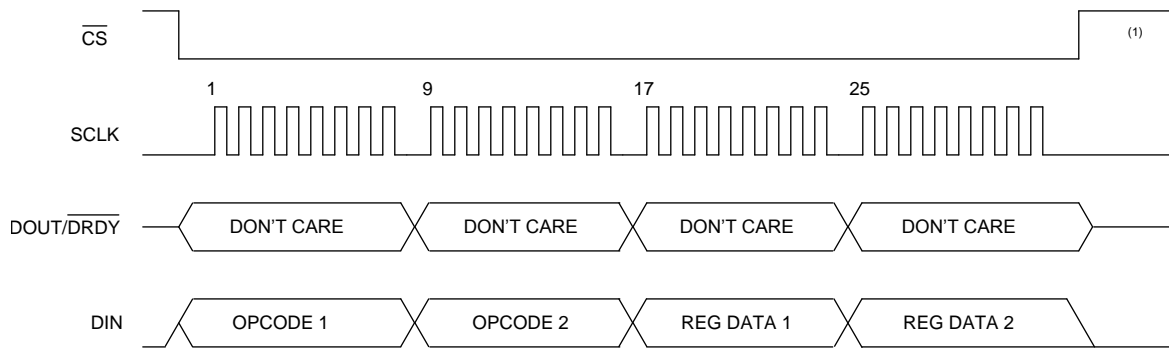 CS
(1)
1 9 17 25
SCLK
DOUT/DRDY DON'T CARE DON'T CARE DON'T CARE DON'T CARE
DIN OPCODE 1 OPCODE 2 REG DATA 1 REG DATA 2